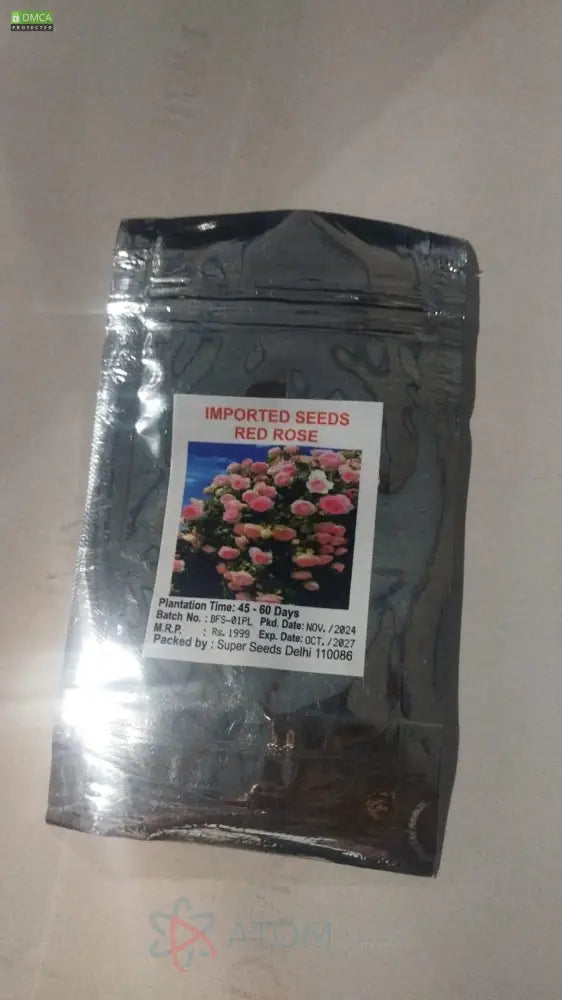 DMCA
PROTECTED
IMPORTED SEEDS
RED ROSE
Plantation Time: 45 - 60 Days
Batch No. : BFS-01PL Pkd. Date: NOV. /2024
M.R.P. : Rs. 1999 Exp. Date: OCT. /2027
Packed by : Super Seeds Delhi 110086
ATOM